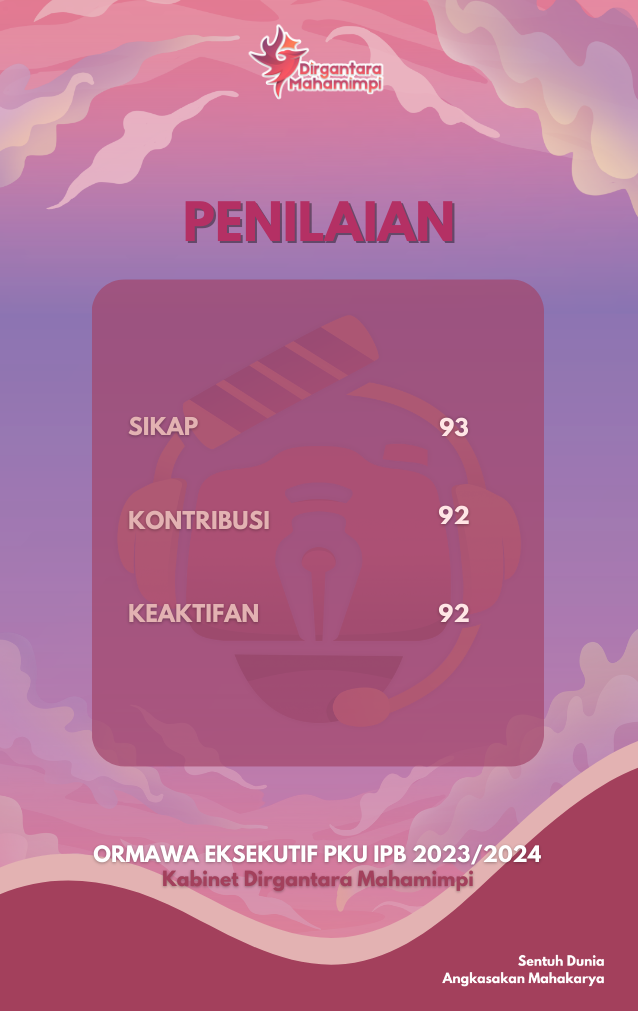 Dirgantara
Mahamimpi
PENILAIAN
SIKAP 93
KONTRIBUSI 92
KEAKTIFAN 92
ORMAWA EKSEKUTIF PKU IPB 2023/2024
Kabinet Dirgantara Mahamimpi
Sentuh Dunia
Angkasakan Mahakarya